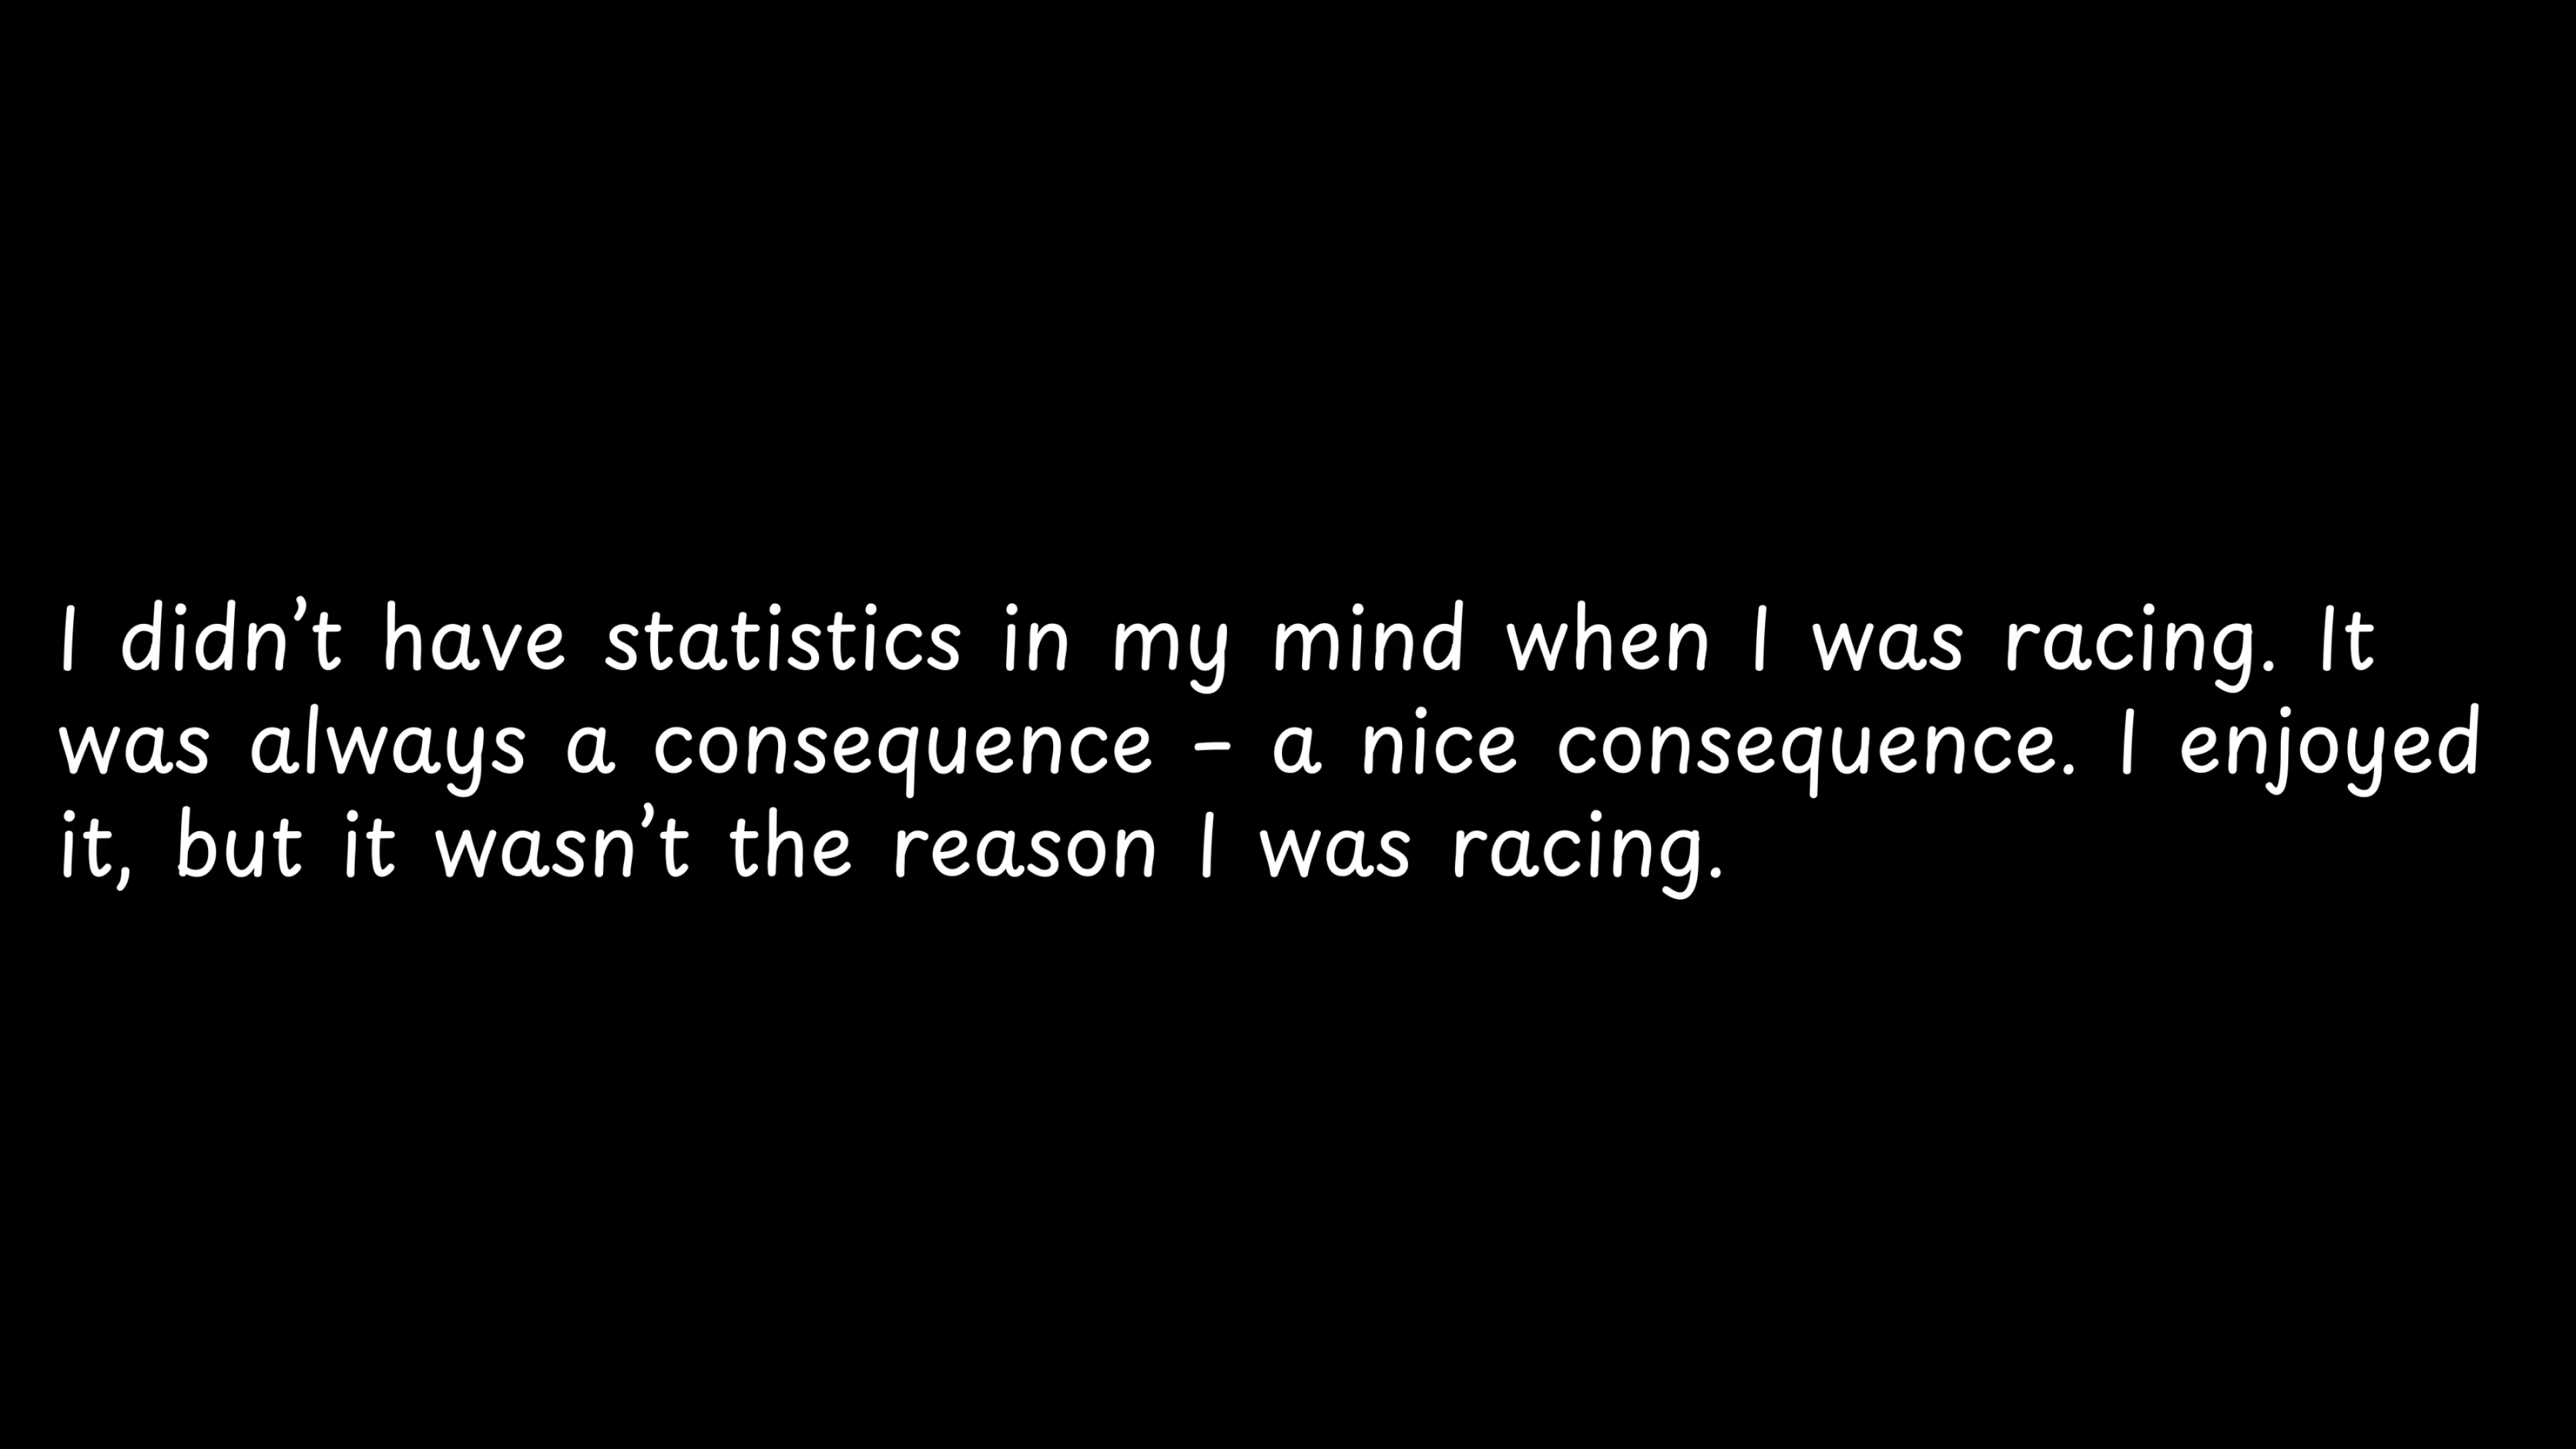 I didn’t have statistics in my mind when I was racing. It
was always a consequence – a nice consequence. I enjoyed
it, but it wasn’t the reason I was racing.